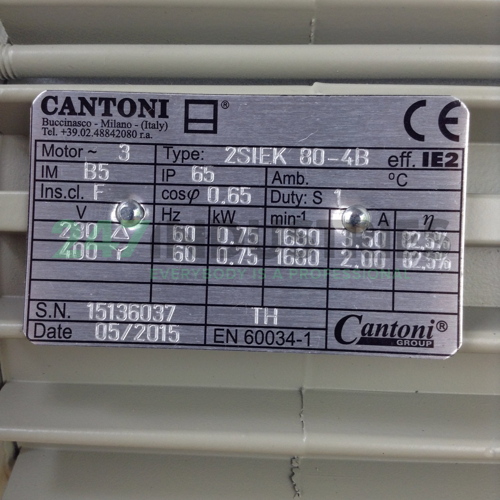 CANTONI ®
Buccinasco - Milano - (Italy)
Tel. +39.02.48842080 r.a.
CE
Motor ~ 3 Type: 2SIEK 80-4B eff. IE2
IM B5 IP 65 Amb. °C
Ins.cl. F cosφ 0.65 Duty: S 1
V Hz kW min-1 A η
230 Δ 60 0.75 1680 3.50 82.5%
400 Y 60 0.75 1680 2.00 82.5%
EVERYBODY IS A PROFESSIONAL
S.N. 15136037 TH
Date 05/2015 EN 60034-1
Cantoni®
GROUP